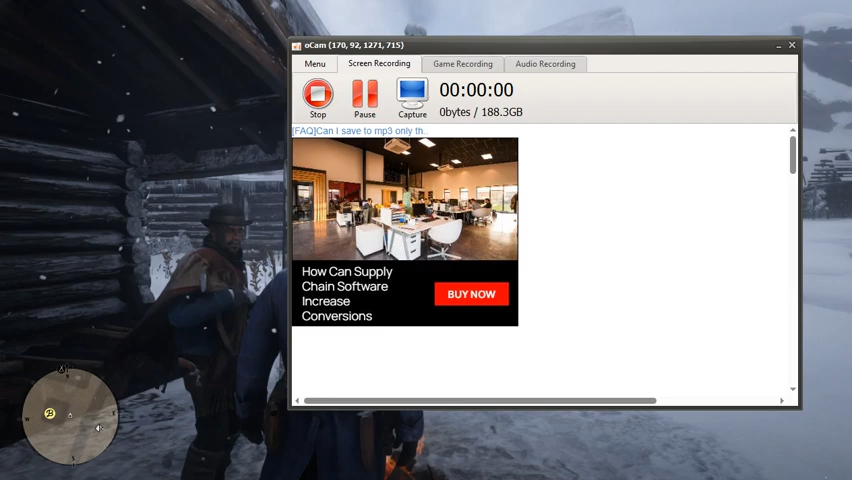 oCam (170, 92, 1271, 715)
Menu
Screen Recording
Game Recording
Audio Recording
Stop
Pause
Capture
00:00:00
0bytes / 188.3GB
[FAQ]Can I save to mp3 only th..
How Can Supply
Chain Software
Increase
Conversions
BUY NOW